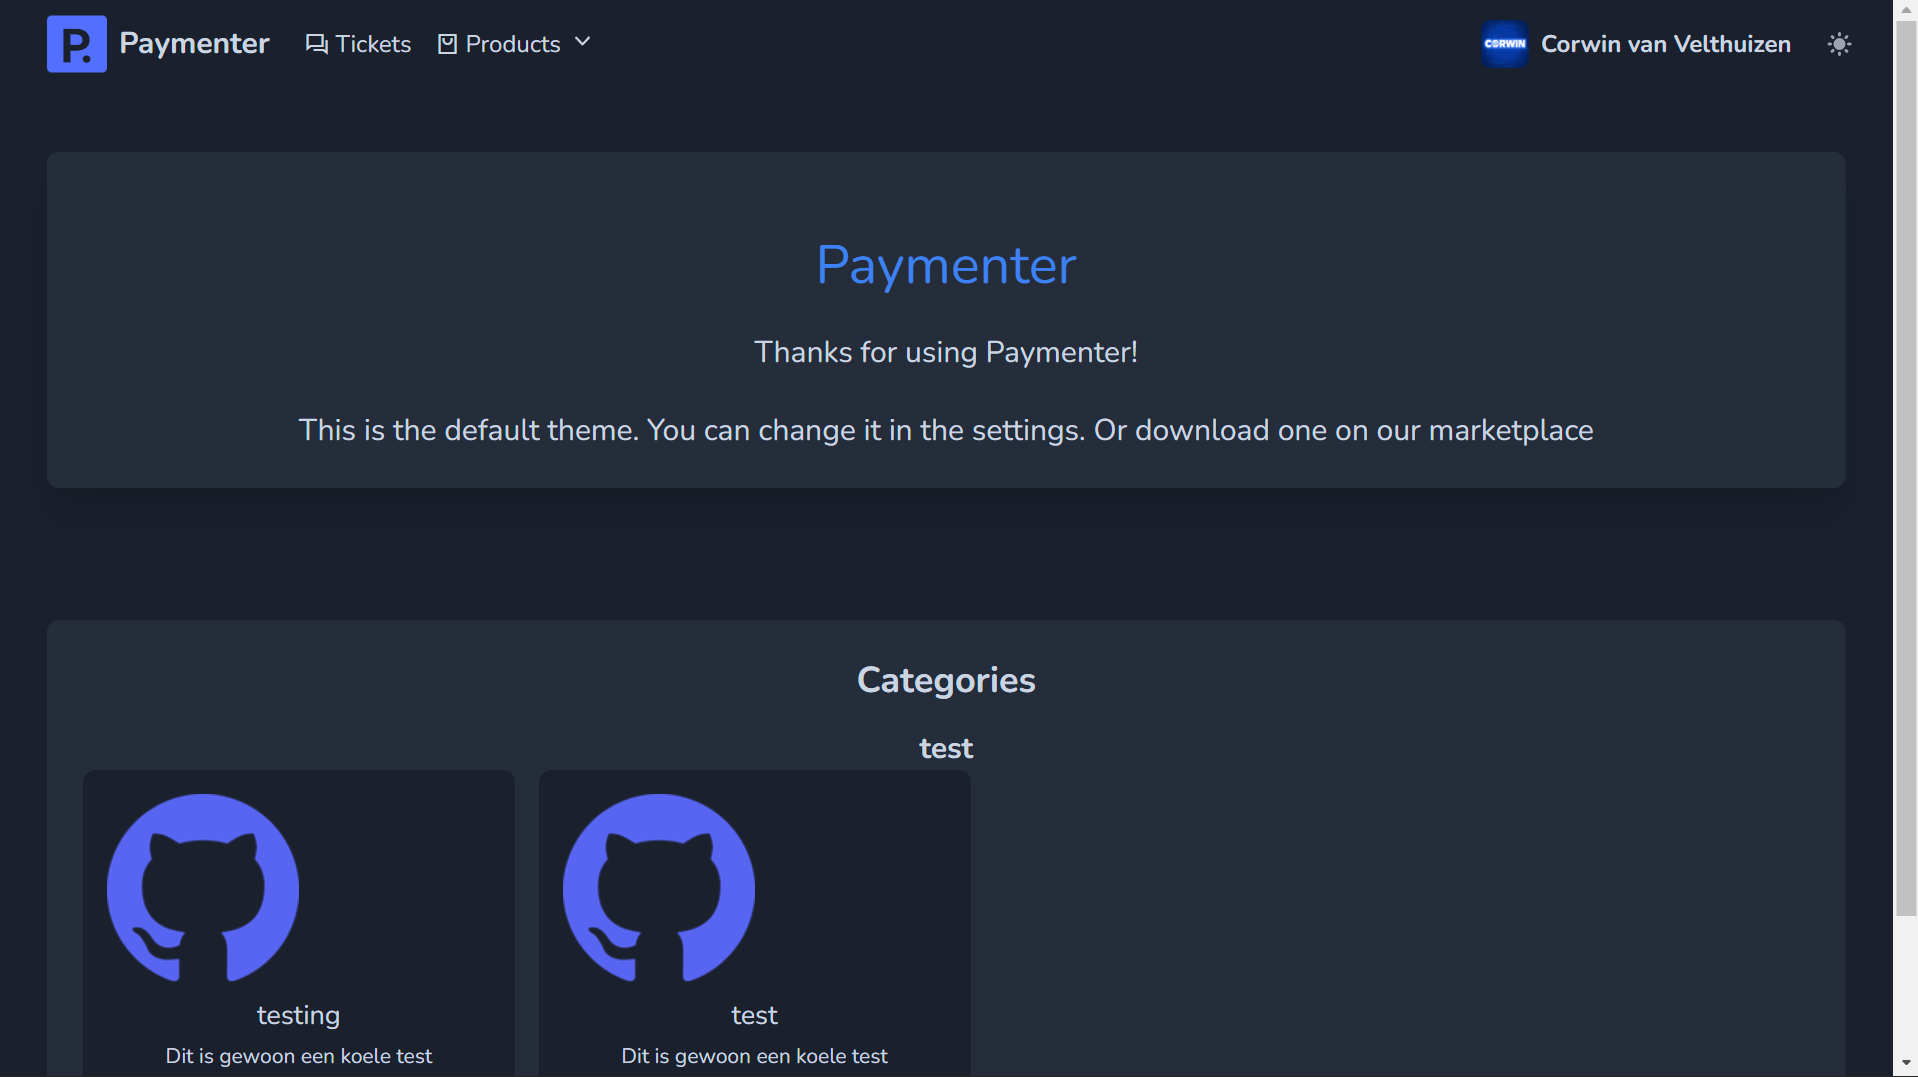 P. Paymenter Tickets Products CORWIN Corwin van Velthuizen
Paymenter
Thanks for using Paymenter!
This is the default theme. You can change it in the settings. Or download one on our marketplace
Categories
test
testing
Dit is gewoon een koele test
test
Dit is gewoon een koele test